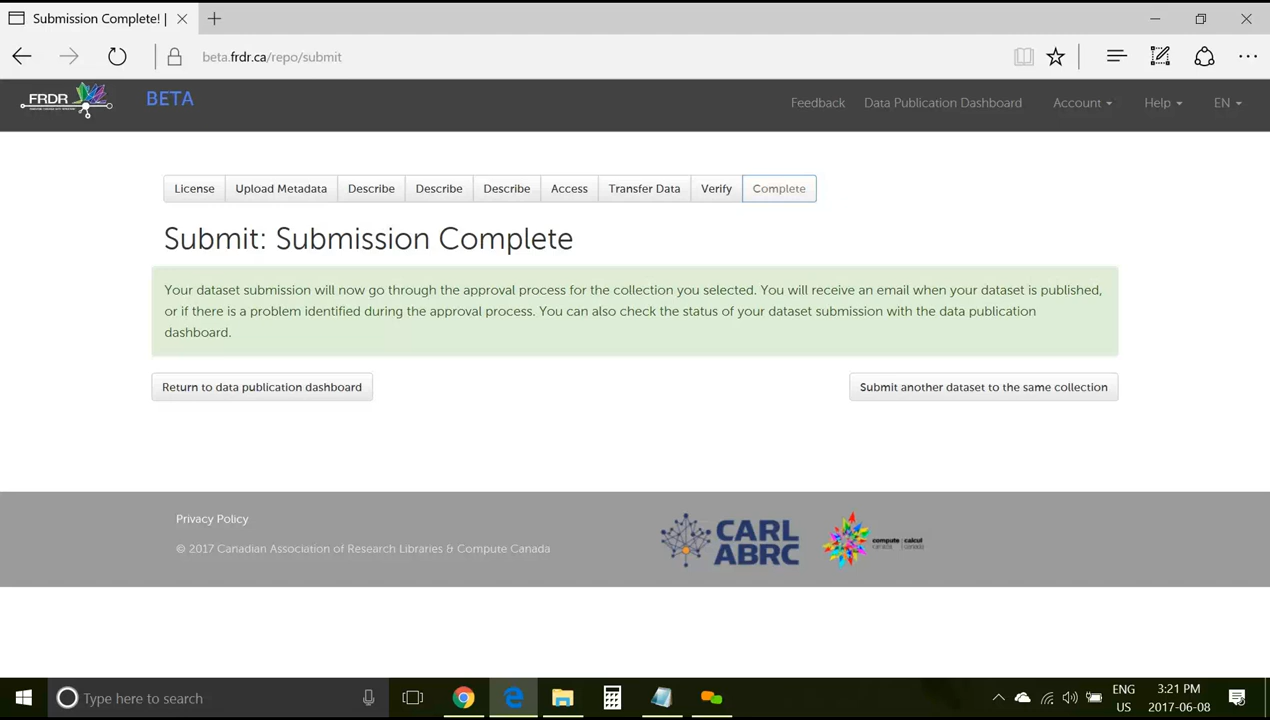 Submission Complete! |
beta.frdr.ca/repo/submit
FRDR
BETA
Feedback
Data Publication Dashboard
Account
Help
EN
License
Upload Metadata
Describe
Describe
Describe
Access
Transfer Data
Verify
Complete
Submit: Submission Complete
Your dataset submission will now go through the approval process for the collection you selected. You will receive an email when your dataset is published,
or if there is a problem identified during the approval process. You can also check the status of your dataset submission with the data publication
dashboard.
Return to data publication dashboard
Submit another dataset to the same collection
Privacy Policy
© 2017 Canadian Association of Research Libraries & Compute Canada
CARL
ABRC
compute | calcul
canada | canada
Type here to search
ENG
US
3:21 PM
2017-06-08